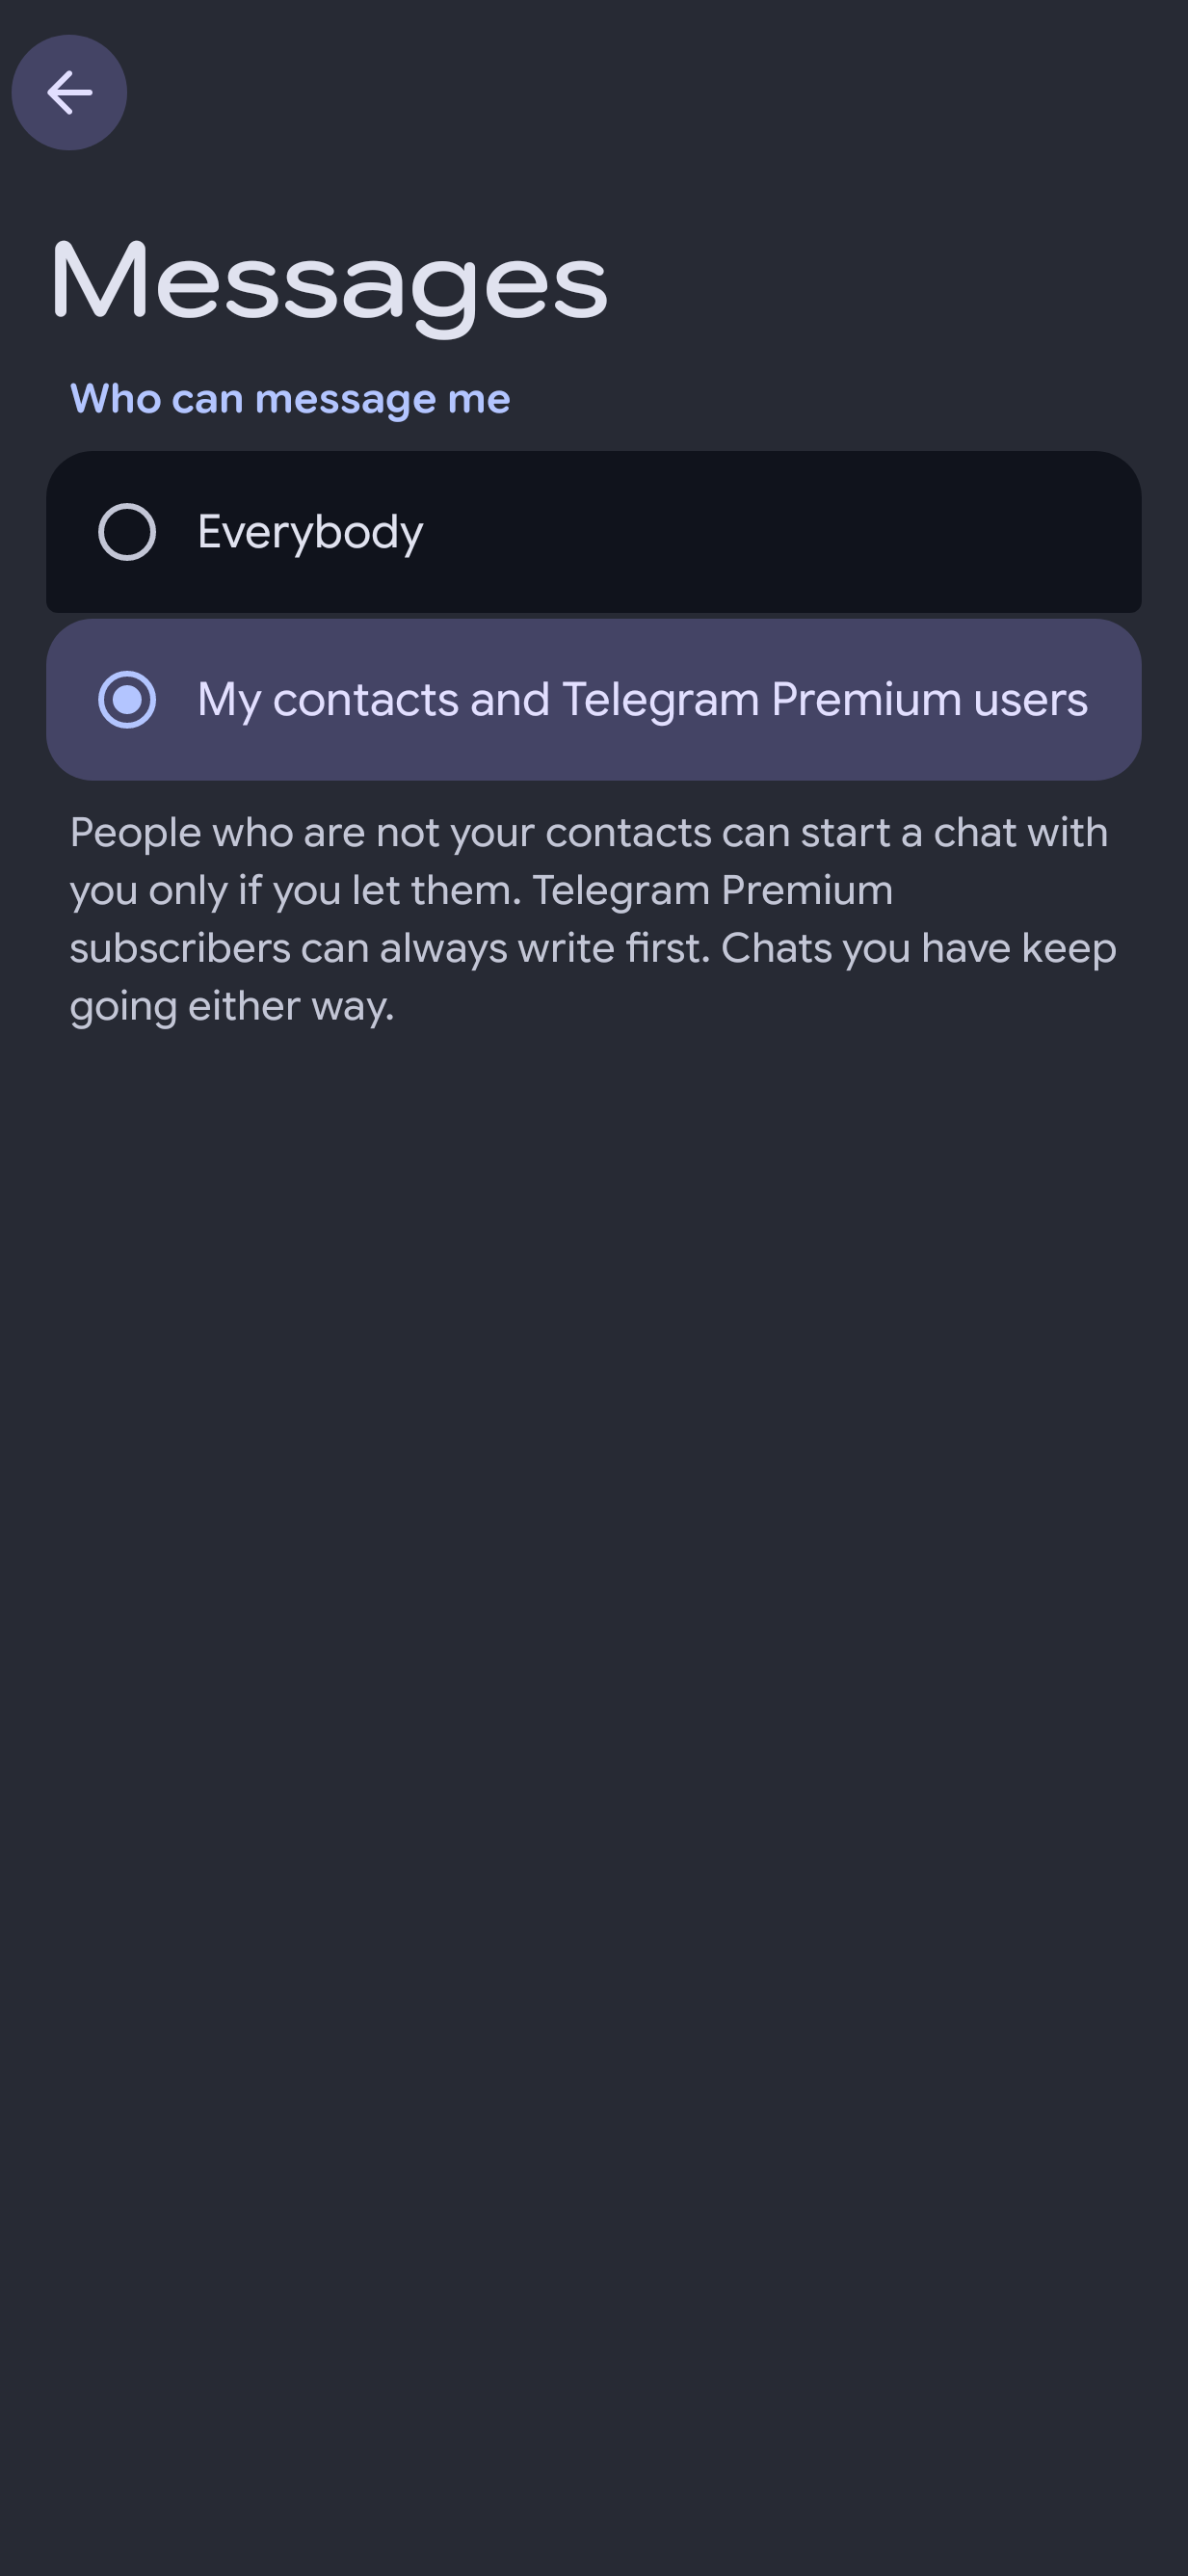 Messages
Who can message me
Everybody
My contacts and Telegram Premium users
People who are not your contacts can start a chat with
you only if you let them. Telegram Premium
subscribers can always write first. Chats you have keep
going either way.